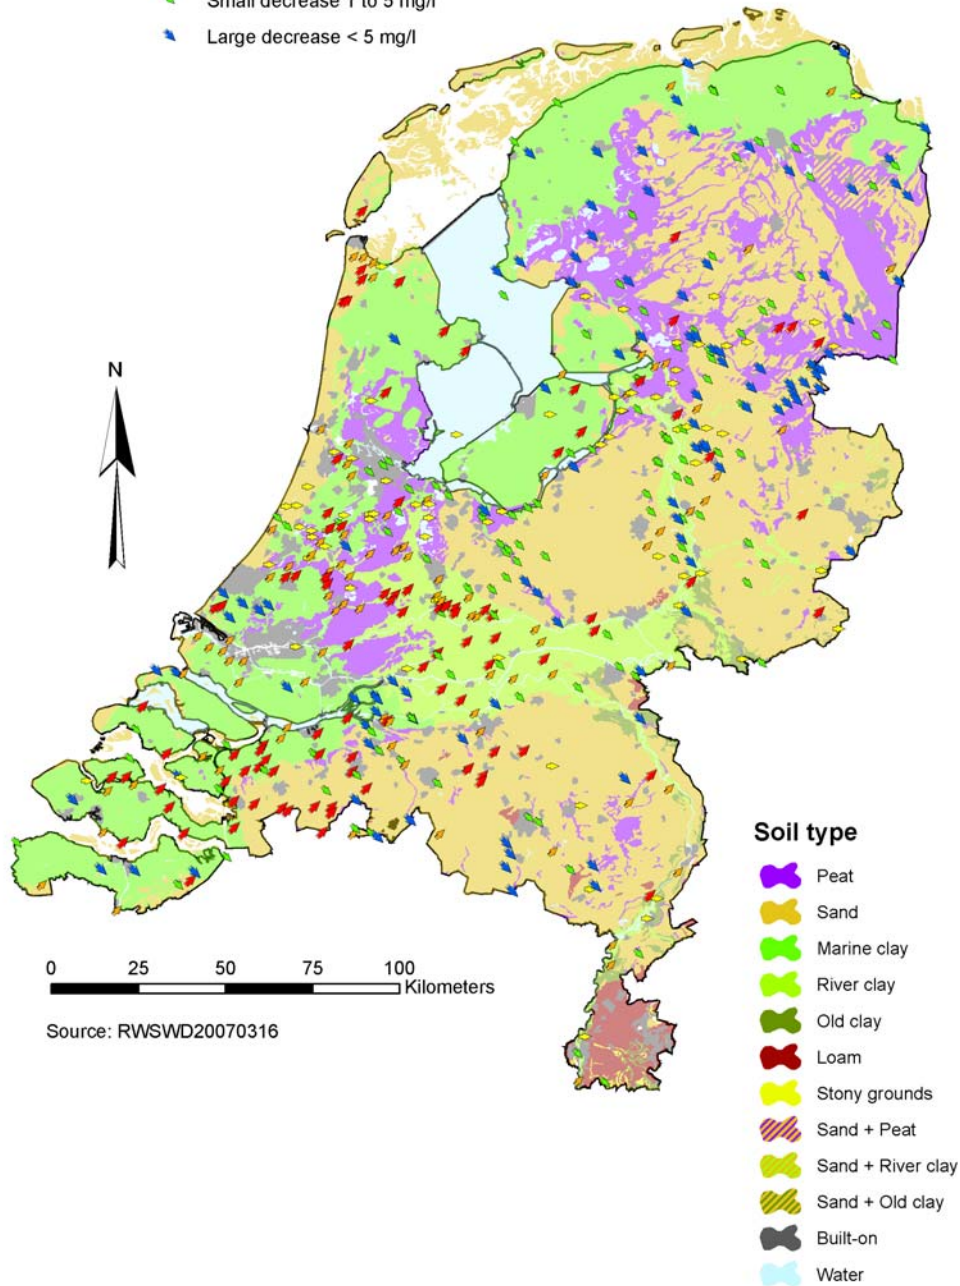 Small decrease 1 to 5 mg/l
Large decrease < 5 mg/l
N
0 25 50 75 100
Kilometers
Source: RWSWD20070316
Soil type
Peat
Sand
Marine clay
River clay
Old clay
Loam
Stony grounds
Sand + Peat
Sand + River clay
Sand + Old clay
Built-on
Water